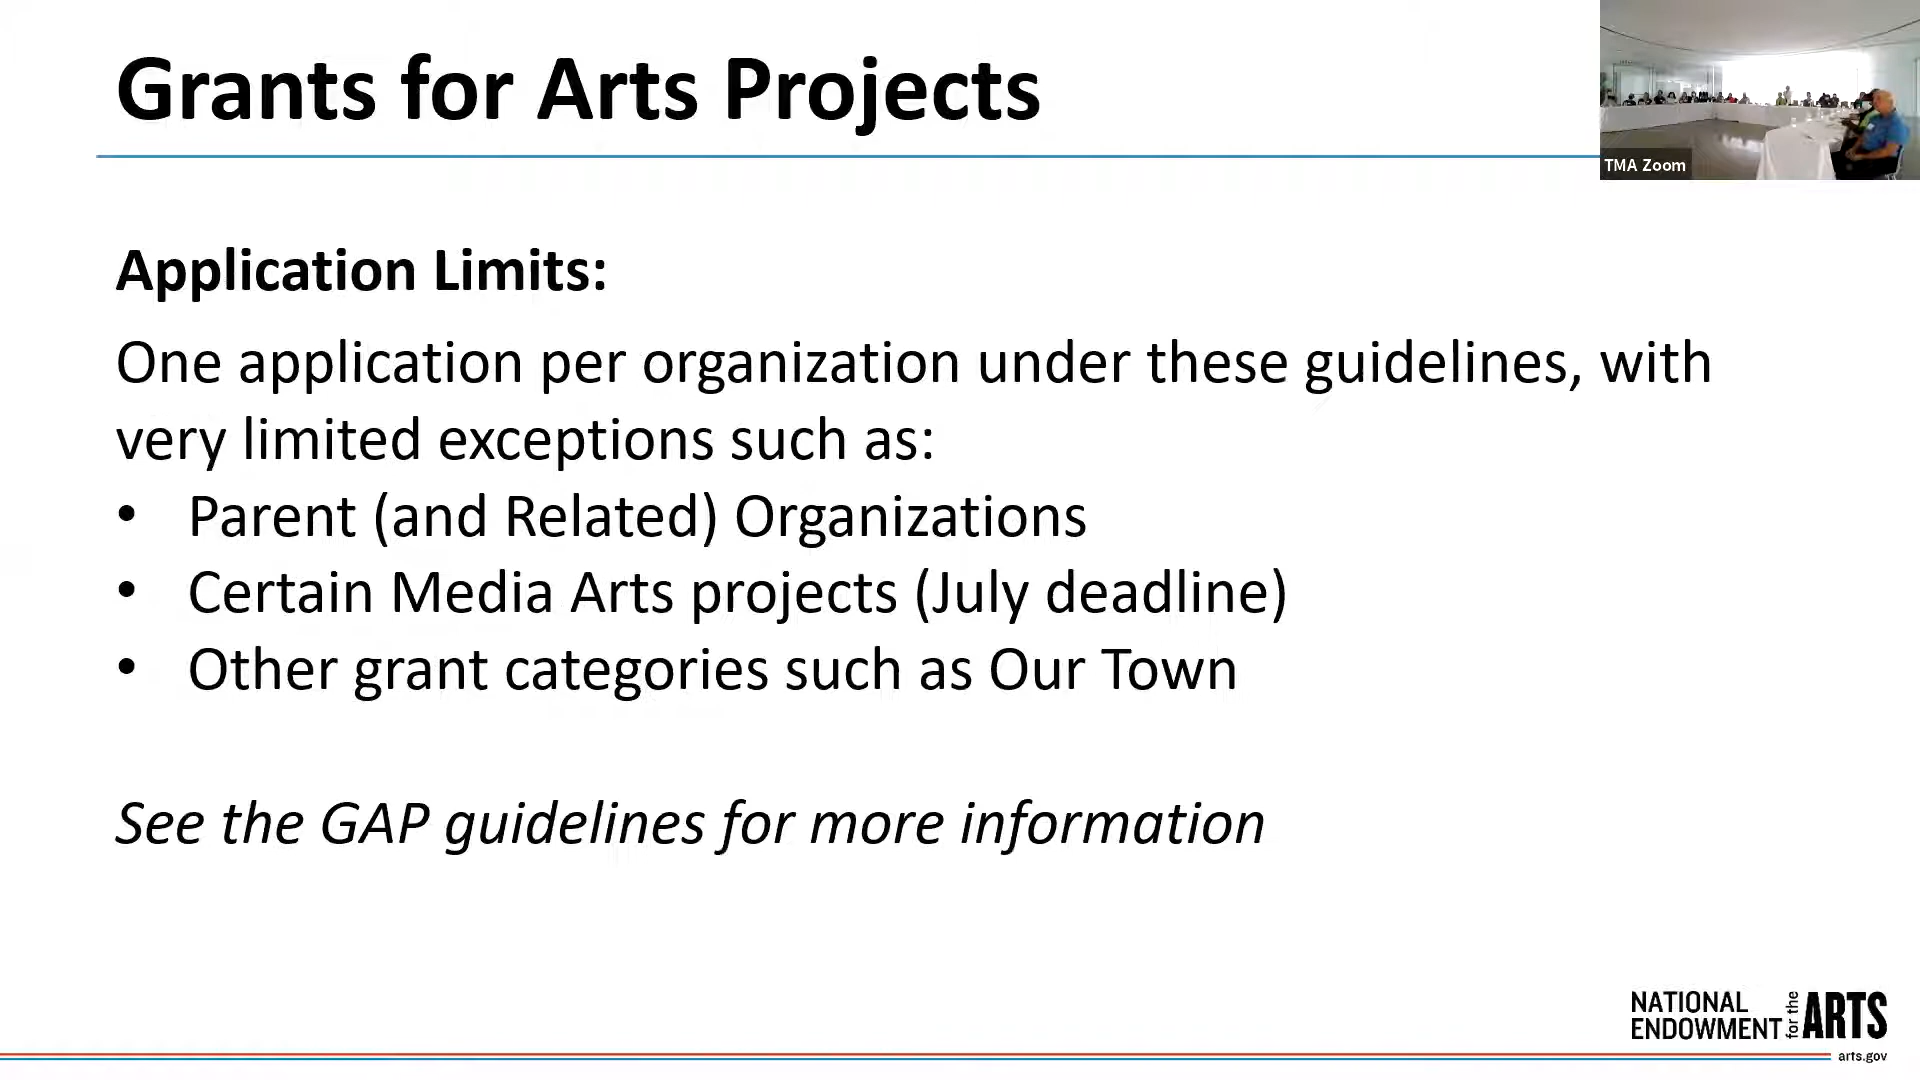 Grants for Arts Projects
TMA Zoom
Application Limits:
One application per organization under these guidelines, with
very limited exceptions such as:
• Parent (and Related) Organizations
• Certain Media Arts projects (July deadline)
• Other grant categories such as Our Town
See the GAP guidelines for more information
NATIONAL
ENDOWMENT
for the
ARTS
arts.gov